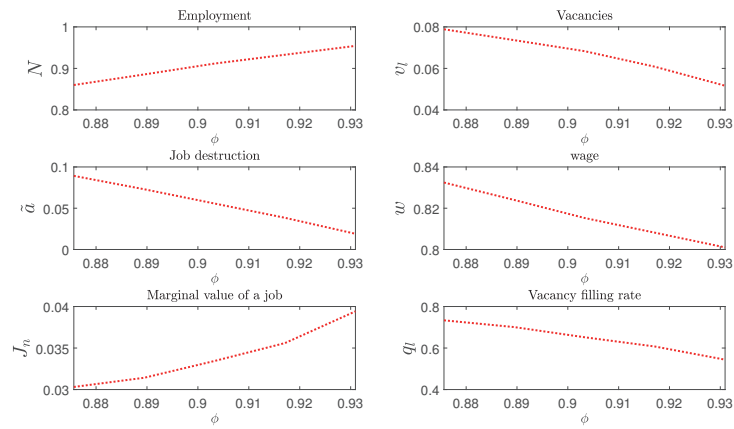 Employment
1
0.9
0.8
N
0.88 0.89 0.9 0.91 0.92 0.93
ϕ
Vacancies
0.08
0.06
0.04
v_l
0.88 0.89 0.9 0.91 0.92 0.93
ϕ
Job destruction
0.1
0.05
0
ã
0.88 0.89 0.9 0.91 0.92 0.93
ϕ
wage
0.84
0.82
0.8
w
0.88 0.89 0.9 0.91 0.92 0.93
ϕ
Marginal value of a job
0.04
0.035
0.03
J_n
0.88 0.89 0.9 0.91 0.92 0.93
ϕ
Vacancy filling rate
0.8
0.6
0.4
q_l
0.88 0.89 0.9 0.91 0.92 0.93
ϕ